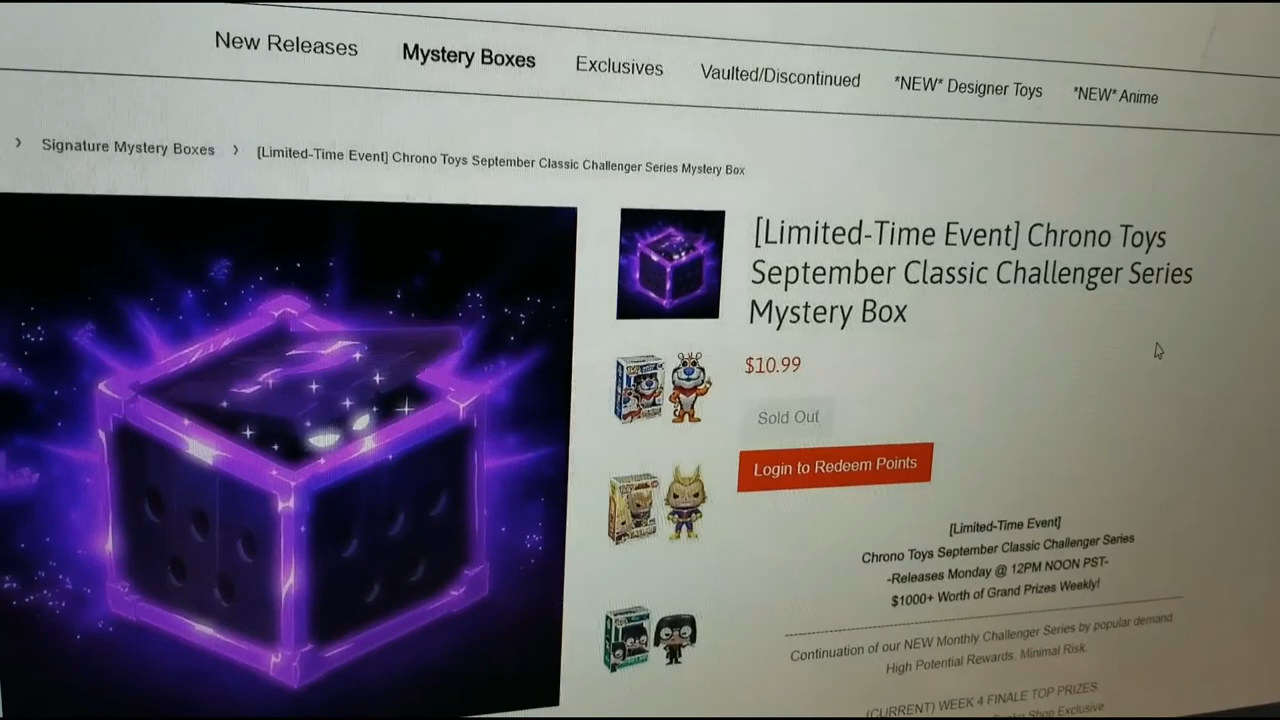 New Releases
Mystery Boxes
Exclusives
Vaulted/Discontinued
*NEW* Designer Toys
*NEW* Anime
› Signature Mystery Boxes › [Limited-Time Event] Chrono Toys September Classic Challenger Series Mystery Box
[Limited-Time Event] Chrono Toys
September Classic Challenger Series
Mystery Box
$10.99
Sold Out
Login to Redeem Points
[Limited-Time Event]
Chrono Toys September Classic Challenger Series
-Releases Monday @ 12PM NOON PST-
$1000+ Worth of Grand Prizes Weekly!
Continuation of our NEW Monthly Challenger Series by popular demand
High Potential Rewards. Minimal Risk.
(CURRENT) WEEK 4 FINALE TOP PRIZES
Shop Exclusive